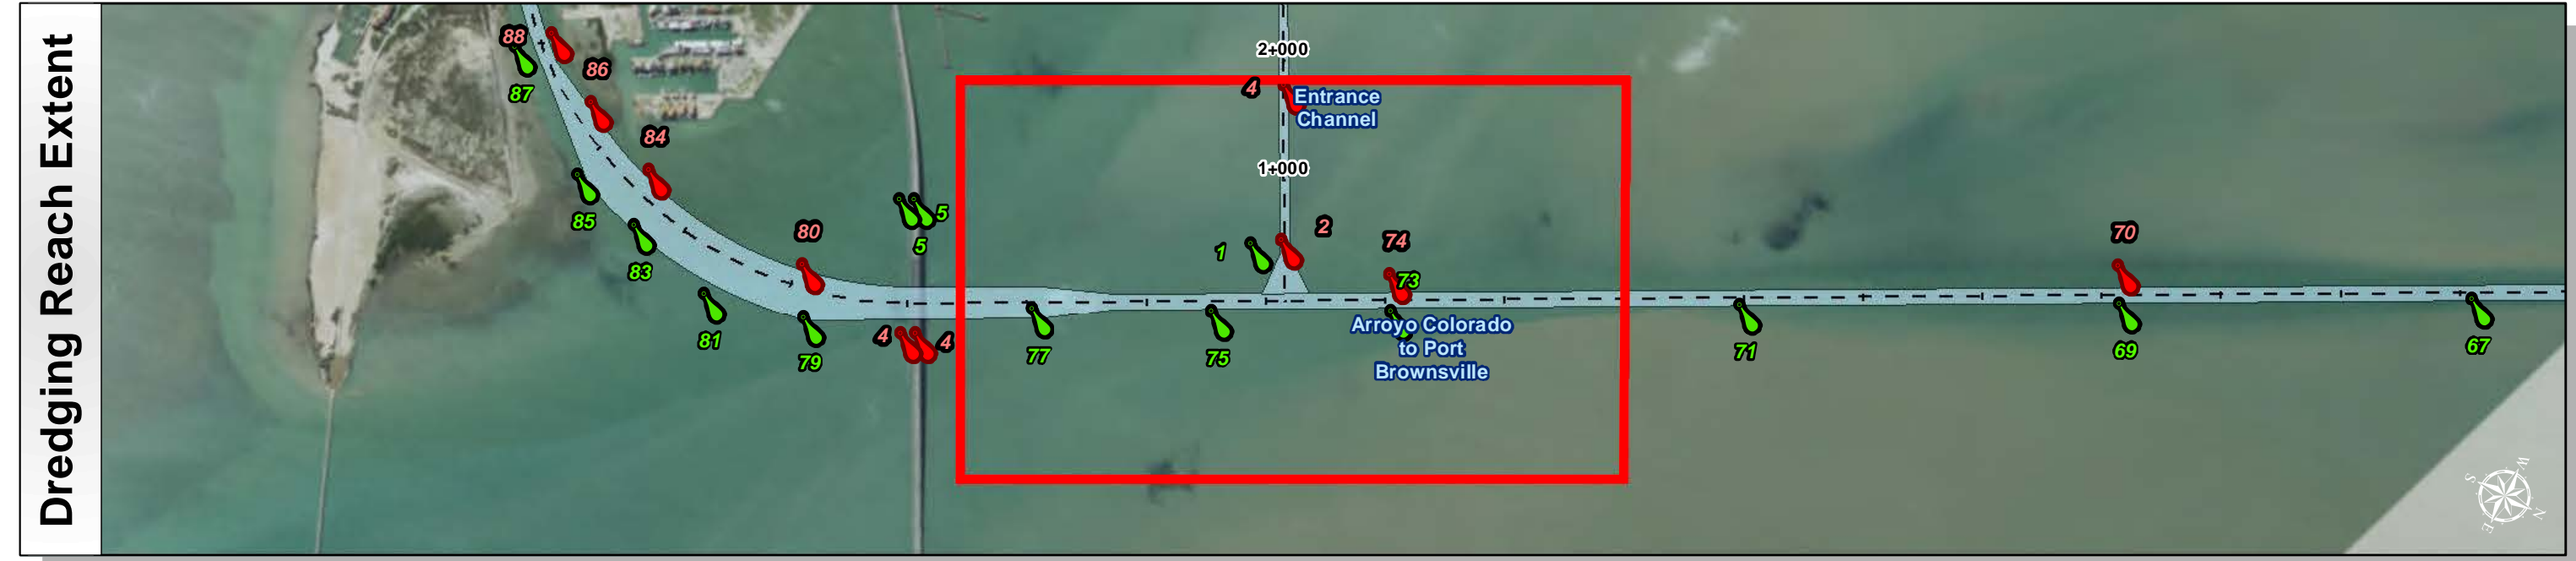 Dredging Reach Extent
88
86
87
84
85
83
80
81
79
5
5
4
4
2+000
4
Entrance
Channel
1+000
1
2
74
73
77
75
Arroyo Colorado
to Port
Brownsville
70
71
69
67
W
S
N
E